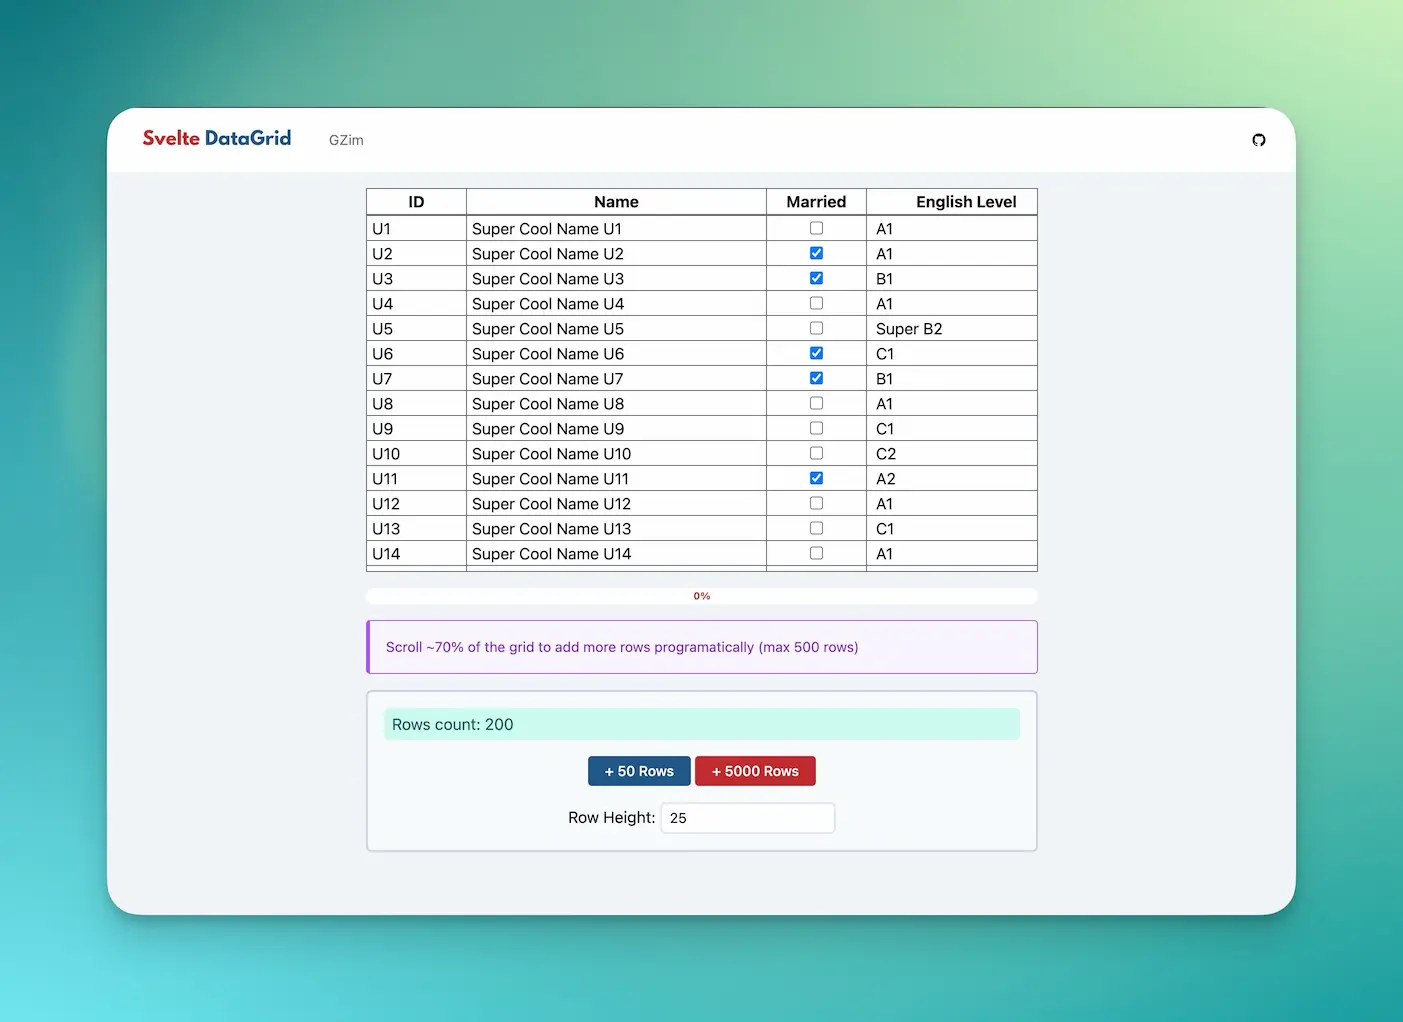 Svelte DataGrid GZim
ID Name Married English Level
U1 Super Cool Name U1 A1
U2 Super Cool Name U2 A1
U3 Super Cool Name U3 B1
U4 Super Cool Name U4 A1
U5 Super Cool Name U5 Super B2
U6 Super Cool Name U6 C1
U7 Super Cool Name U7 B1
U8 Super Cool Name U8 A1
U9 Super Cool Name U9 C1
U10 Super Cool Name U10 C2
U11 Super Cool Name U11 A2
U12 Super Cool Name U12 A1
U13 Super Cool Name U13 C1
U14 Super Cool Name U14 A1
0%
Scroll ~70% of the grid to add more rows programatically (max 500 rows)
Rows count: 200
+ 50 Rows + 5000 Rows
Row Height: 25